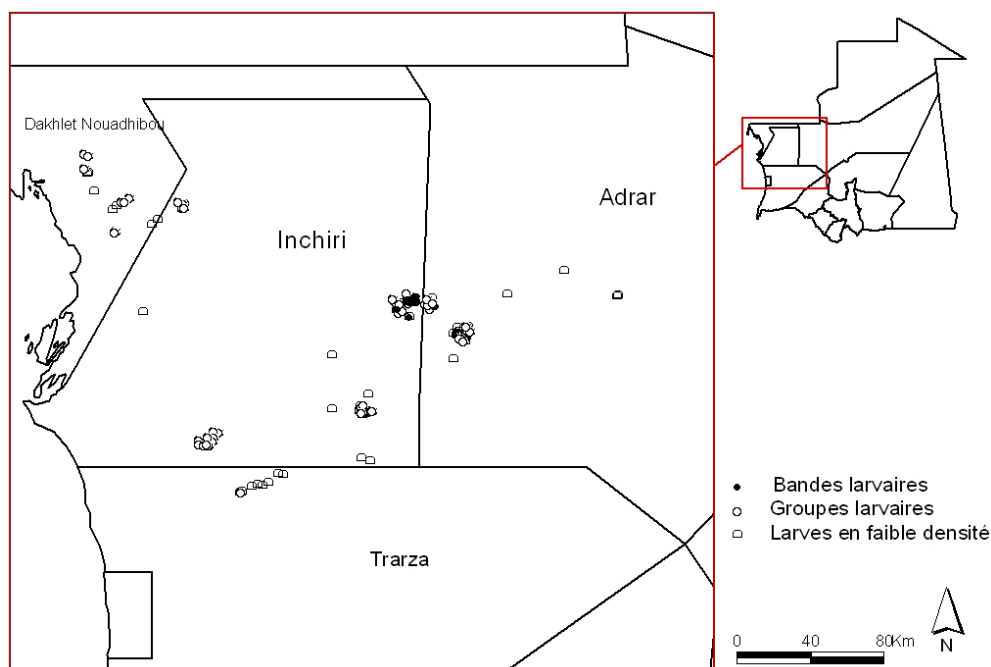 Dakhlet Nouadhibou
Adrar
Inchiri
Trarza
Bandes larvaires
Groupes larvaires
Larves en faible densité
0 40 80Km
N